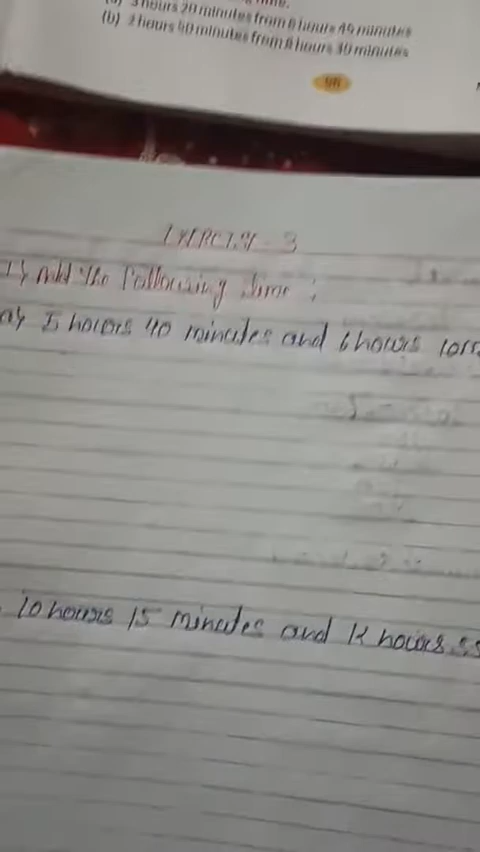 3 hours 20 minutes from 6 hours 45 minutes
(b) 2 hours 50 minutes from 6 hours 30 minutes
96
EXERCISE - 3
1) Add the following time :
a) 5 hours 40 minutes and 6 hours
10 hours 15 minutes and 12 hours